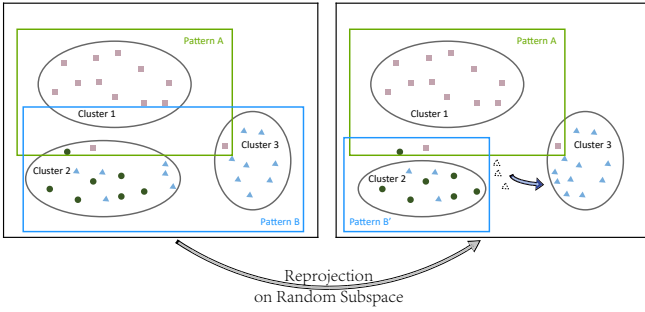 Pattern A
Cluster 1
Cluster 3
Cluster 2
Pattern B
Pattern A
Cluster 1
Cluster 3
Cluster 2
Pattern B'
Reprojection
on Random Subspace